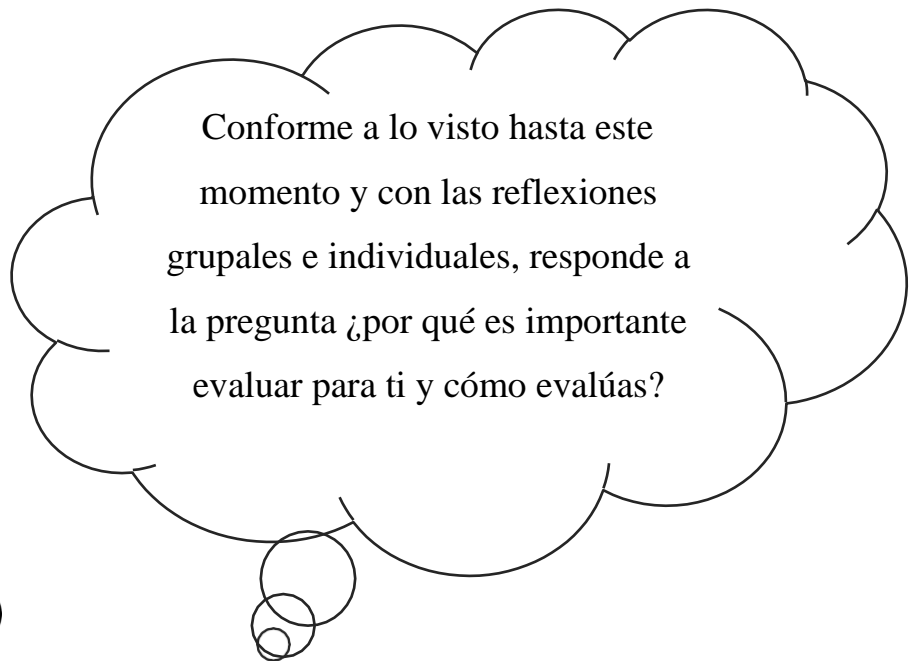 Conforme a lo visto hasta este
momento y con las reflexiones
grupales e individuales, responde a
la pregunta ¿por qué es importante
evaluar para ti y cómo evalúas?